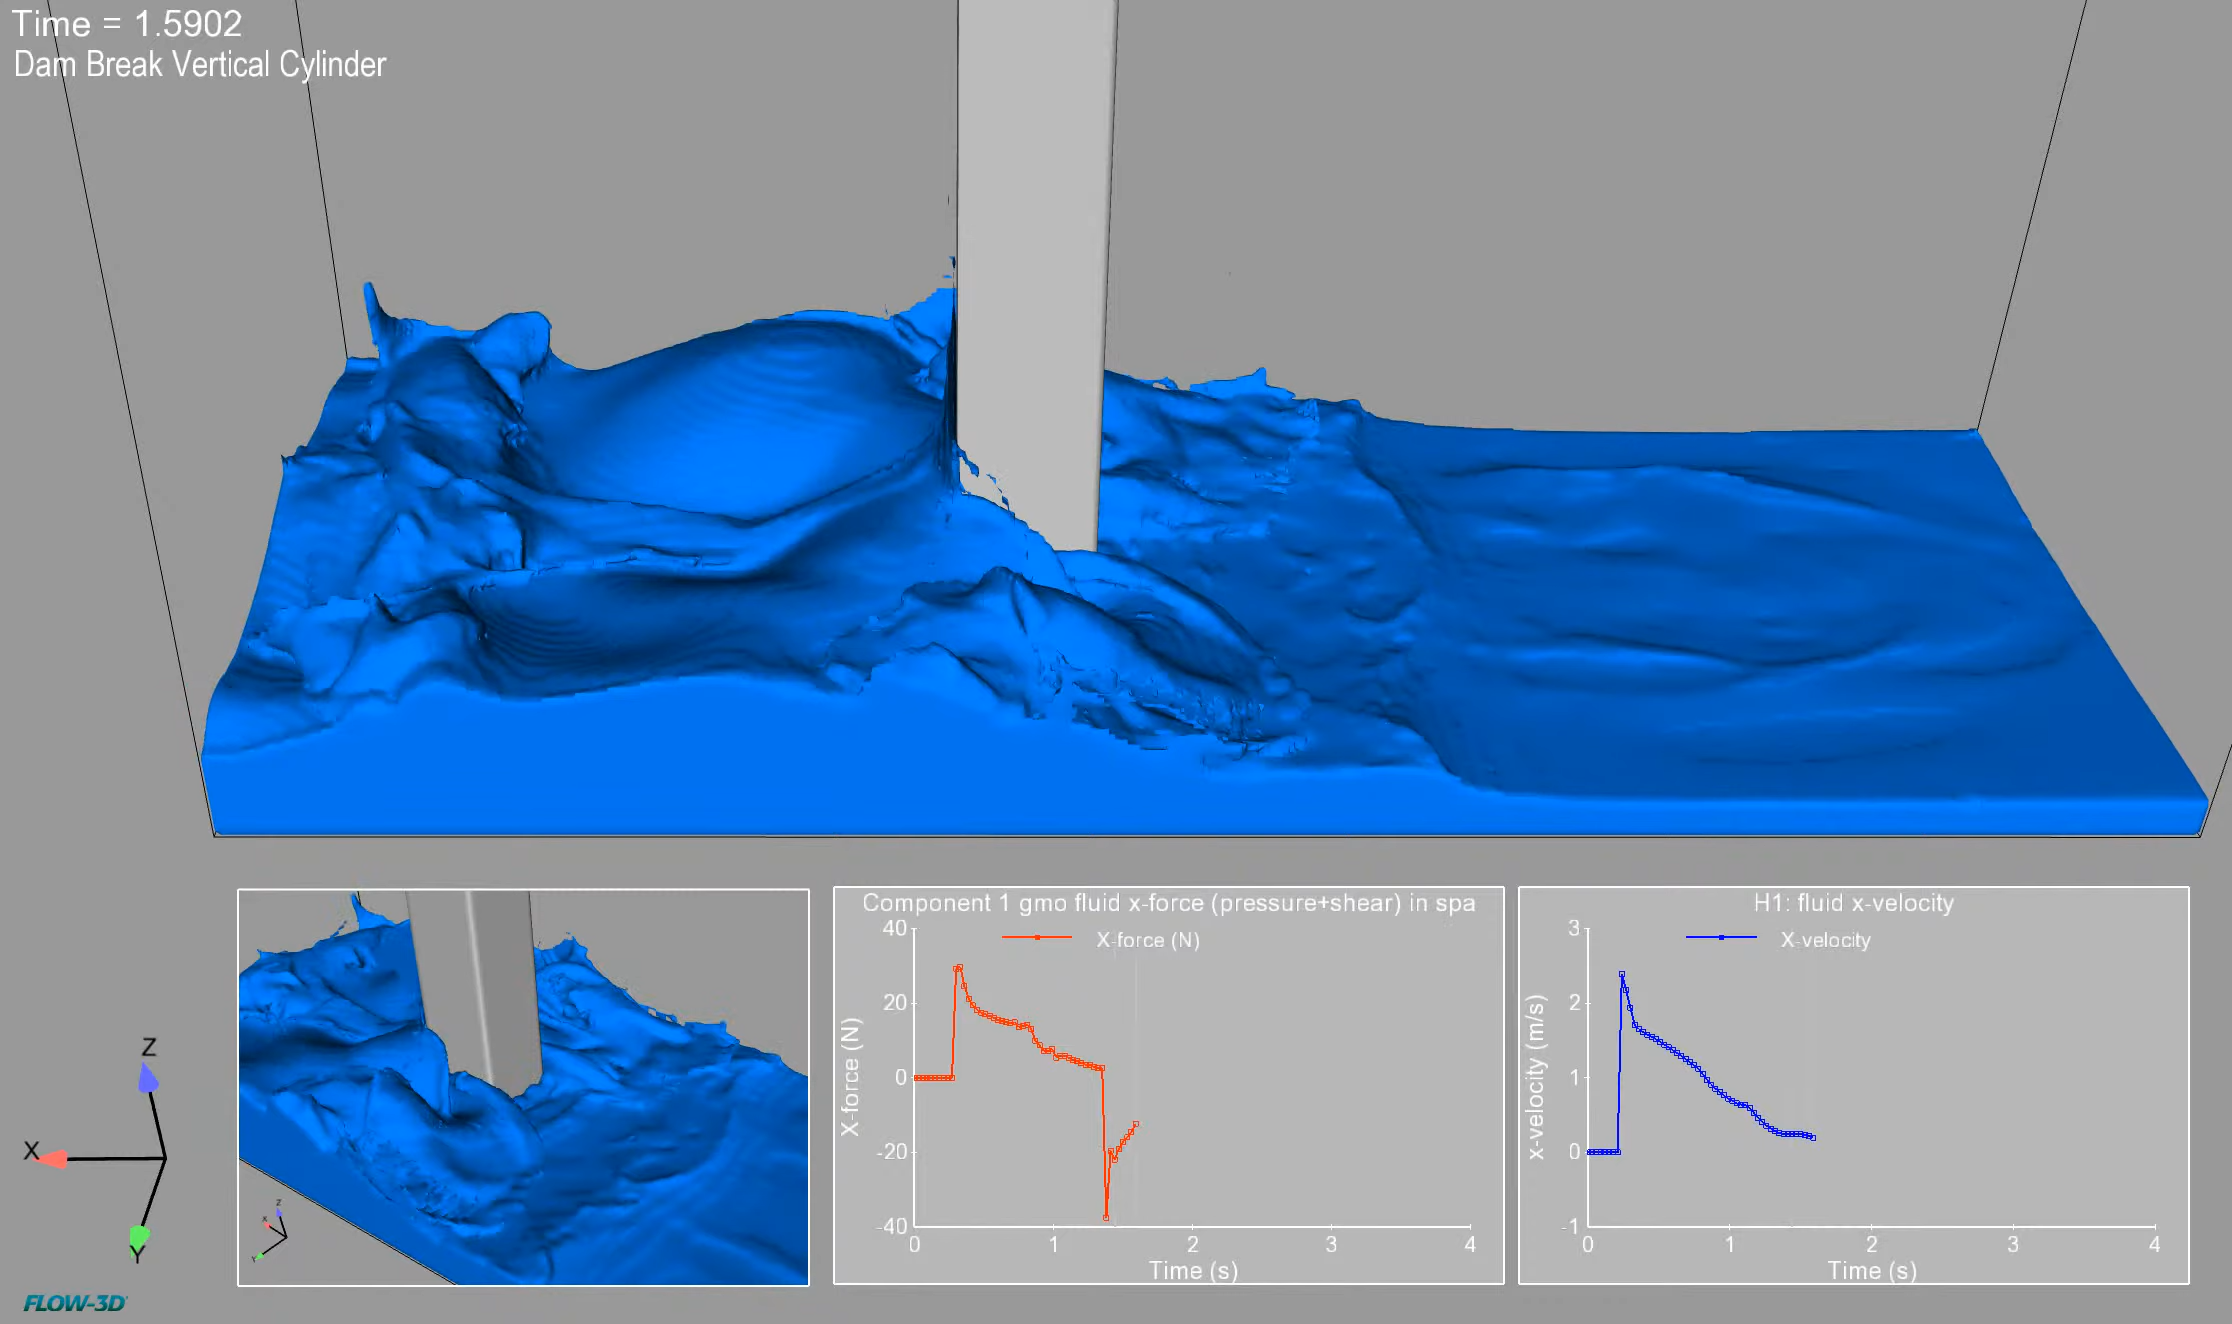 Time = 1.5902
Dam Break Vertical Cylinder
Z
X
Y
FLOW-3D
Z
X
Y
Component 1 gmo fluid x-force (pressure+shear) in spa
X-force (N)
X-force (N)
40
20
0
-20
-40
0 1 2 3 4
Time (s)
H1: fluid x-velocity
X-velocity
x-velocity (m/s)
3
2
1
0
-1
0 1 2 3 4
Time (s)